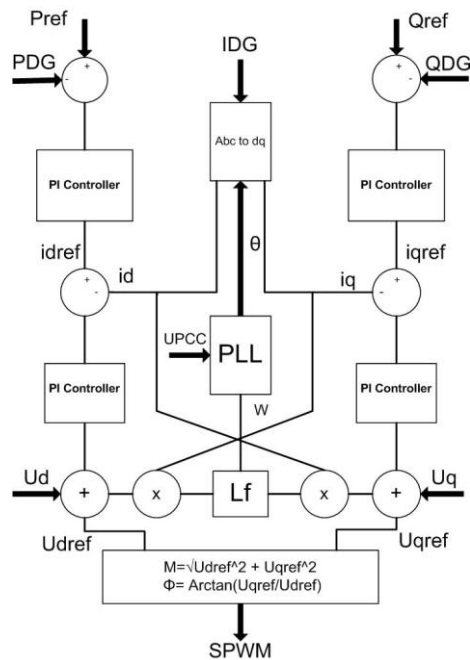 Pref
Qref
PDG
IDG
QDG
+
-
+
-
Abc to dq
PI Controller
PI Controller
θ
idref
iqref
id
iq
+
-
+
-
UPCC
PLL
PI Controller
PI Controller
W
Ud
+
x
Lf
x
+
Uq
Udref
Uqref
M=√Udref^2 + Uqref^2
Φ= Arctan(Uqref/Udref)
SPWM